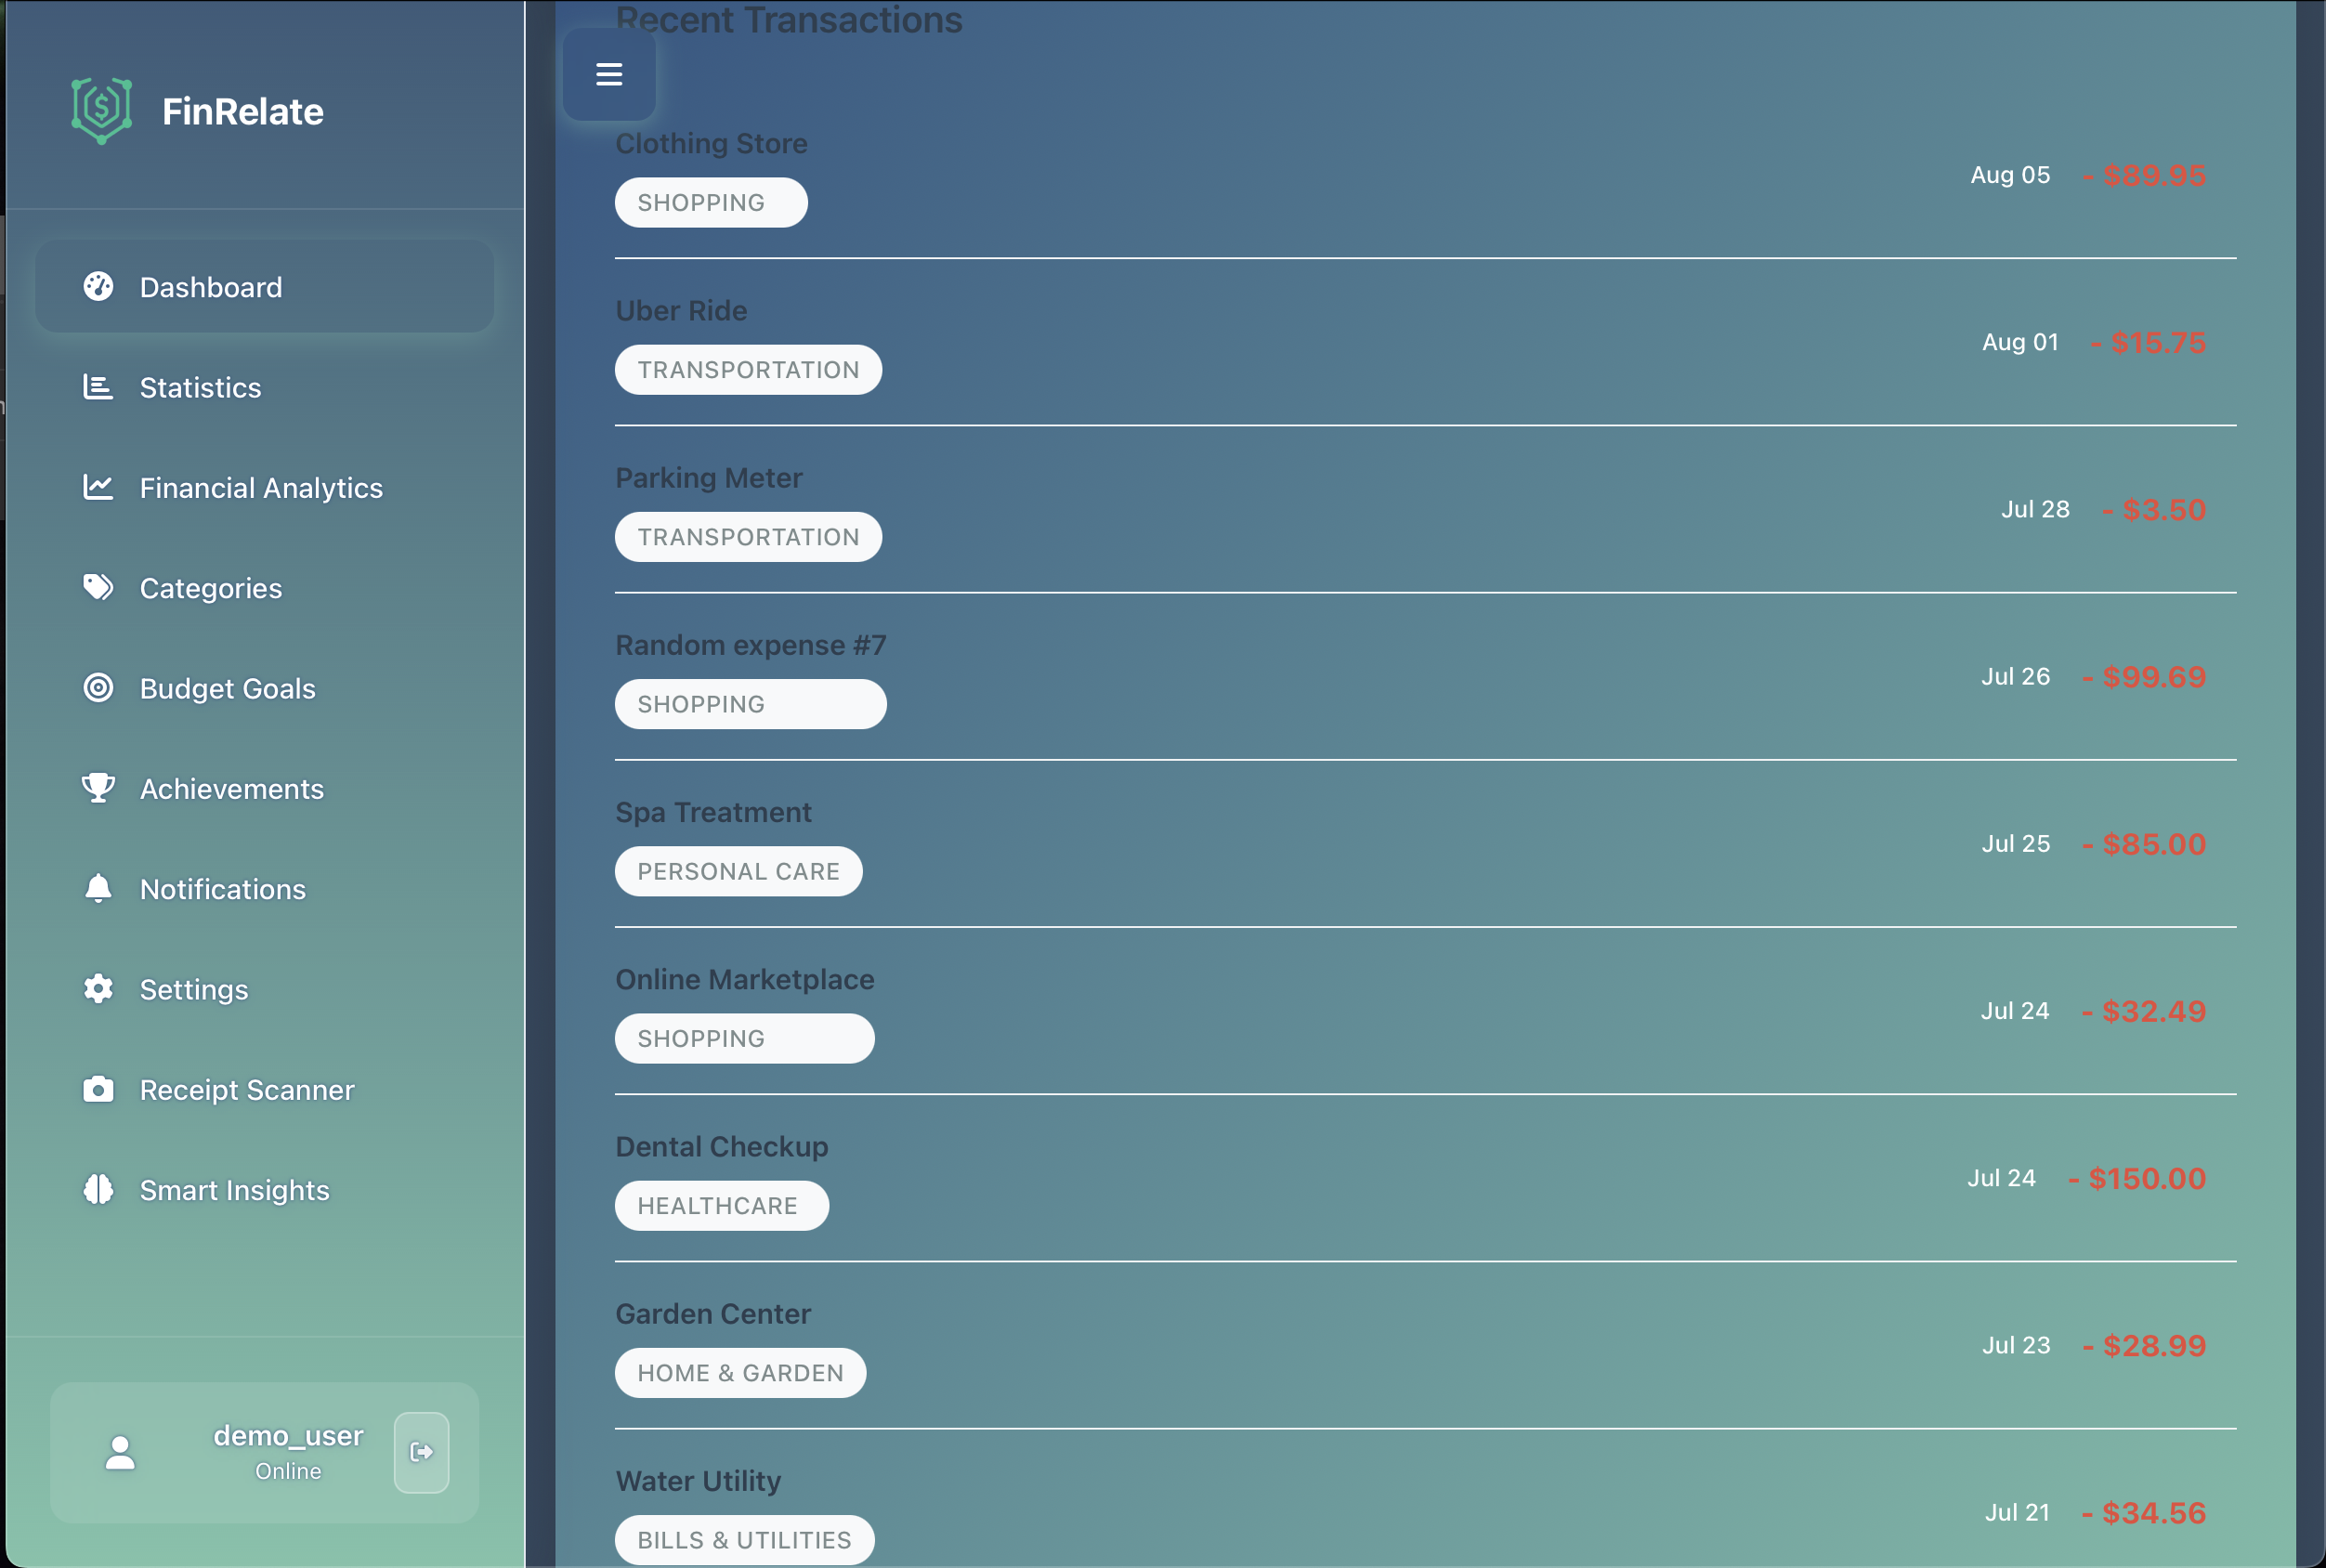 FinRelate
Dashboard
Statistics
Financial Analytics
Categories
Budget Goals
Achievements
Notifications
Settings
Receipt Scanner
Smart Insights
demo_user
Online
Recent Transactions
Clothing Store
SHOPPING
Aug 05 - $89.95
Uber Ride
TRANSPORTATION
Aug 01 - $15.75
Parking Meter
TRANSPORTATION
Jul 28 - $3.50
Random expense #7
SHOPPING
Jul 26 - $99.69
Spa Treatment
PERSONAL CARE
Jul 25 - $85.00
Online Marketplace
SHOPPING
Jul 24 - $32.49
Dental Checkup
HEALTHCARE
Jul 24 - $150.00
Garden Center
HOME & GARDEN
Jul 23 - $28.99
Water Utility
BILLS & UTILITIES
Jul 21 - $34.56